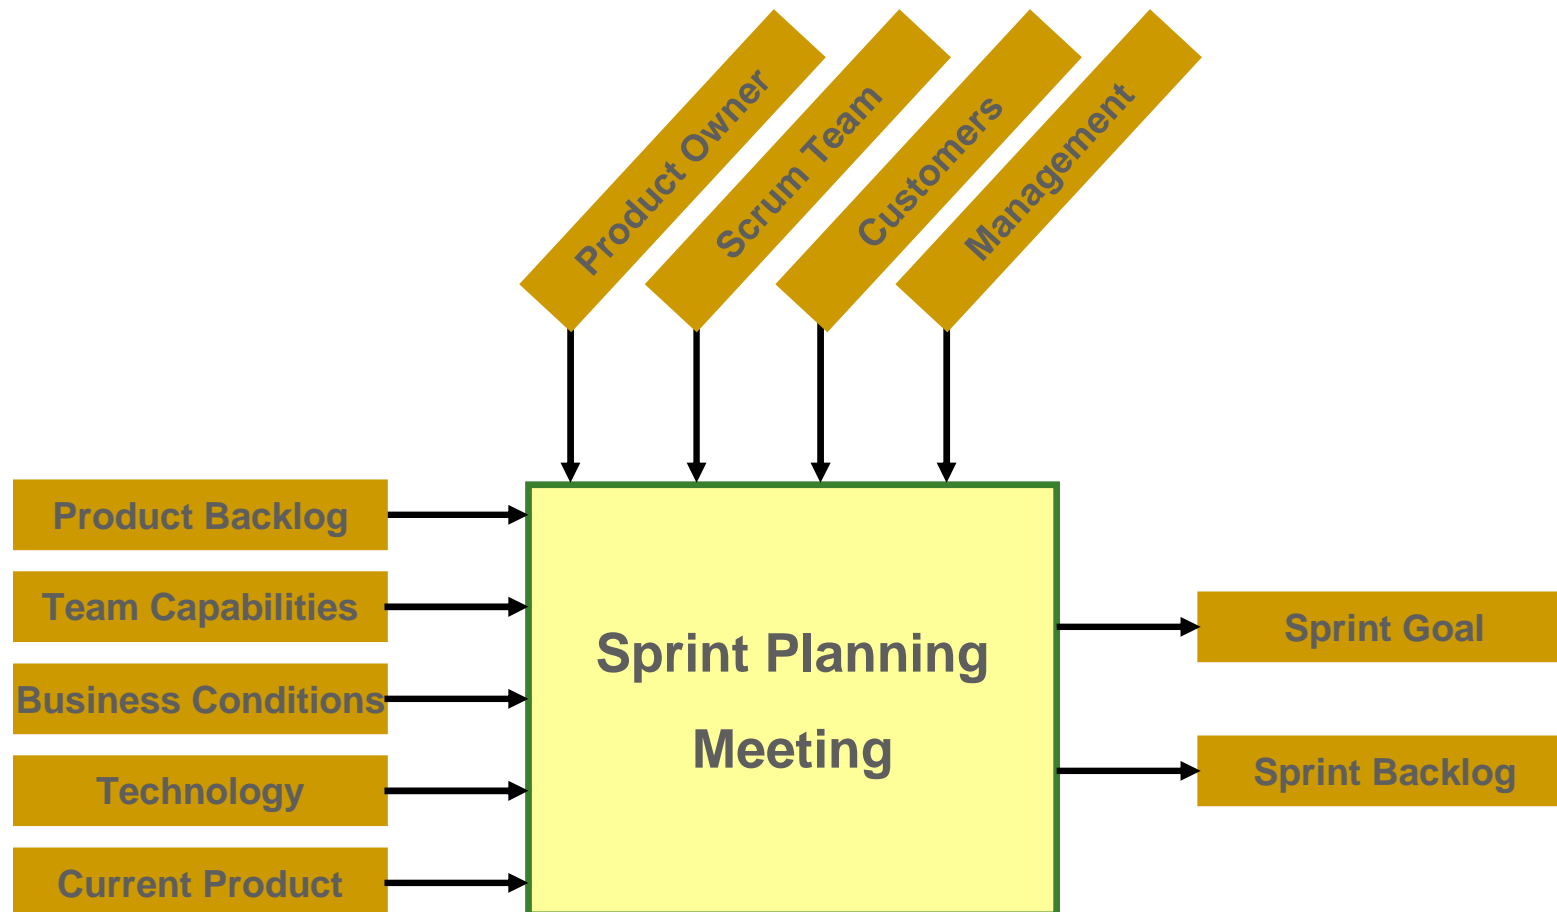 Product Owner
Scrum Team
Customers
Management
Product Backlog
Team Capabilities
Business Conditions
Technology
Current Product
Sprint Planning
Meeting
Sprint Goal
Sprint Backlog